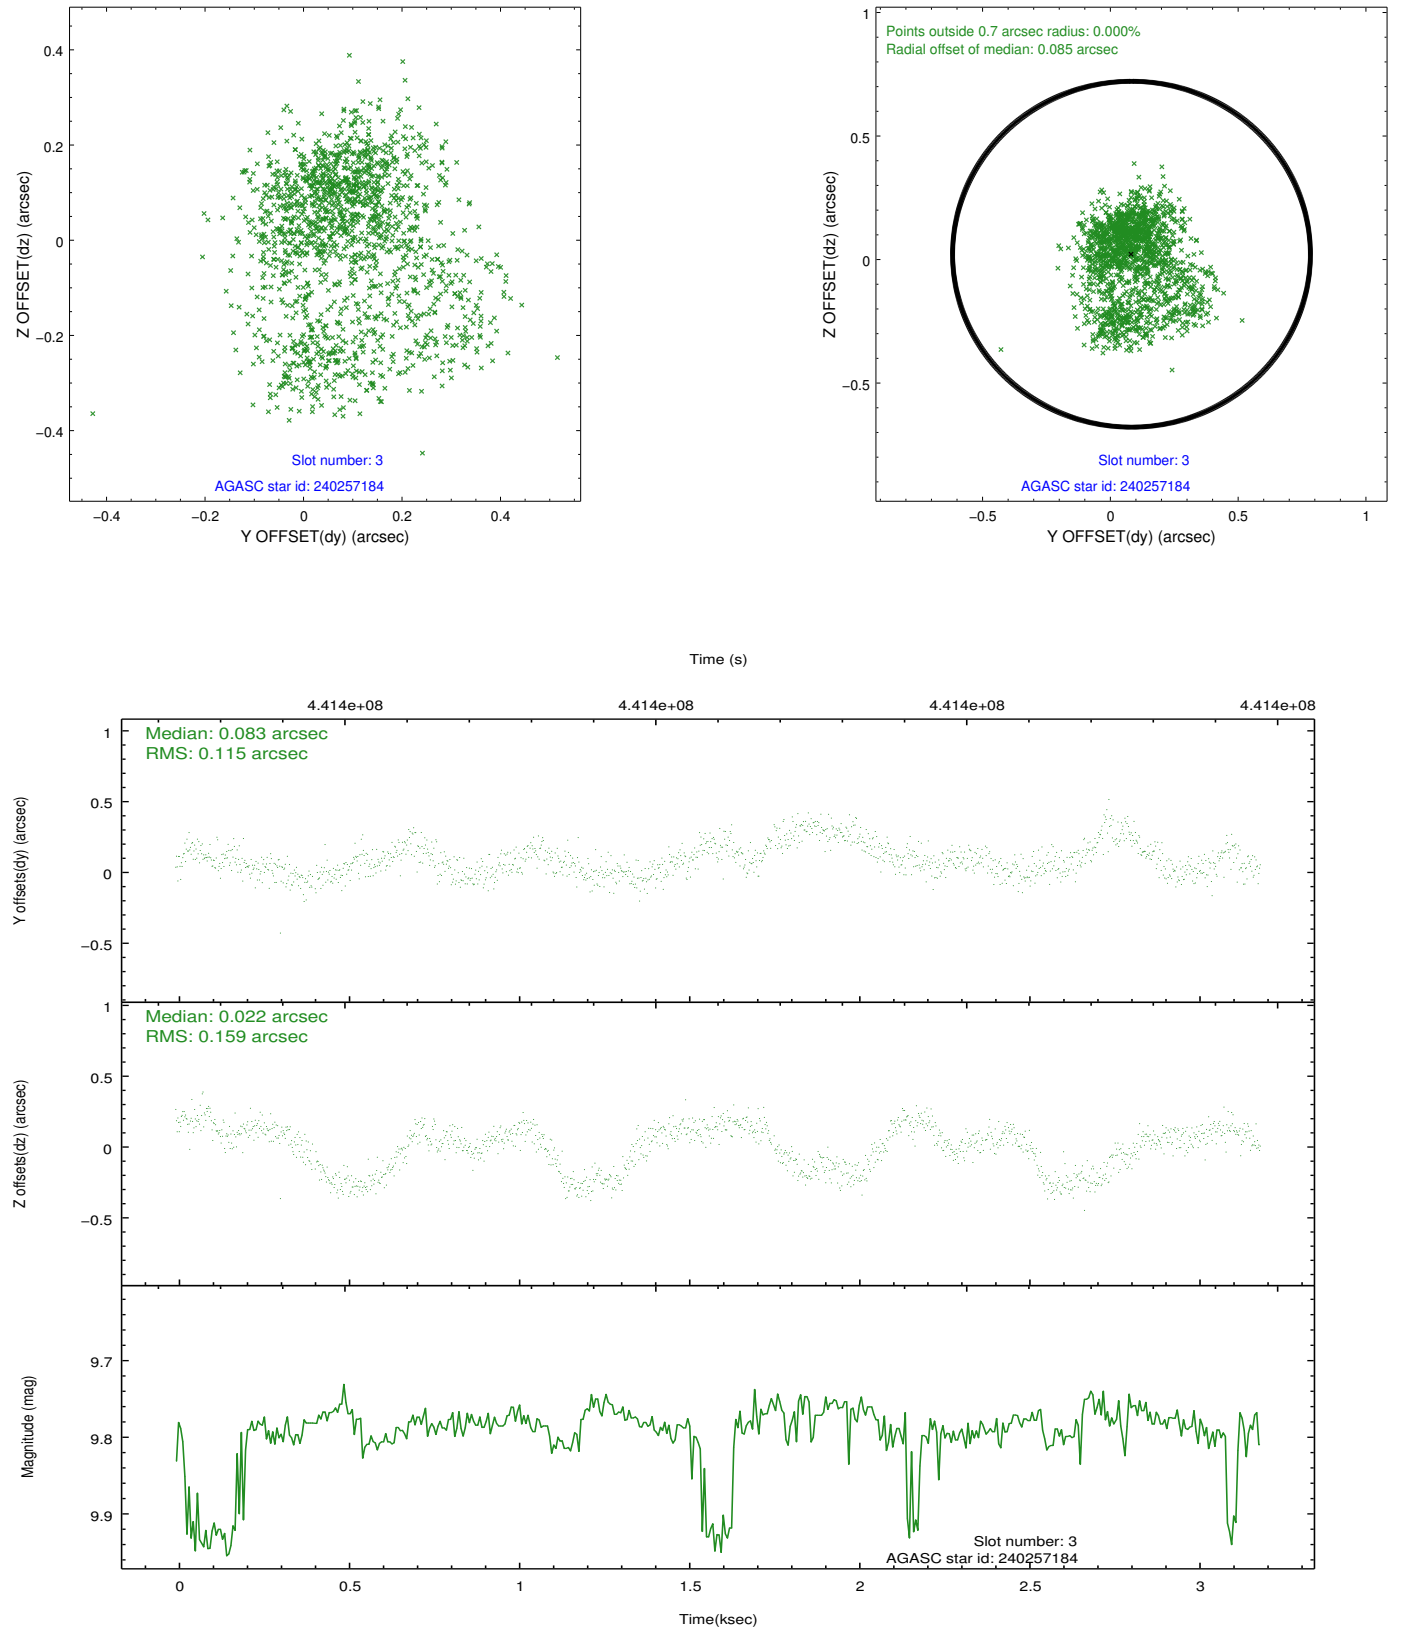 0.4
0.2
0
−0.2
−0.4
Z OFFSET(dz) (arcsec)
Slot number: 3
AGASC star id: 240257184
−0.4 −0.2 0 0.2 0.4
Y OFFSET(dy) (arcsec)
1
0.5
0
−0.5
Z OFFSET(dz) (arcsec)
Points outside 0.7 arcsec radius: 0.000%
Radial offset of median: 0.085 arcsec
Slot number: 3
AGASC star id: 240257184
−0.5 0 0.5 1
Y OFFSET(dy) (arcsec)
Time (s)
4.414e+08 4.414e+08 4.414e+08 4.414e+08
Median: 0.083 arcsec
RMS: 0.115 arcsec
1
0.5
0
−0.5
Y offsets(dy) (arcsec)
Median: 0.022 arcsec
RMS: 0.159 arcsec
1
0.5
0
−0.5
Z offsets(dz) (arcsec)
9.7
9.8
9.9
Magnitude (mag)
Slot number: 3
AGASC star id: 240257184
0 0.5 1 1.5 2 2.5 3
Time(ksec)